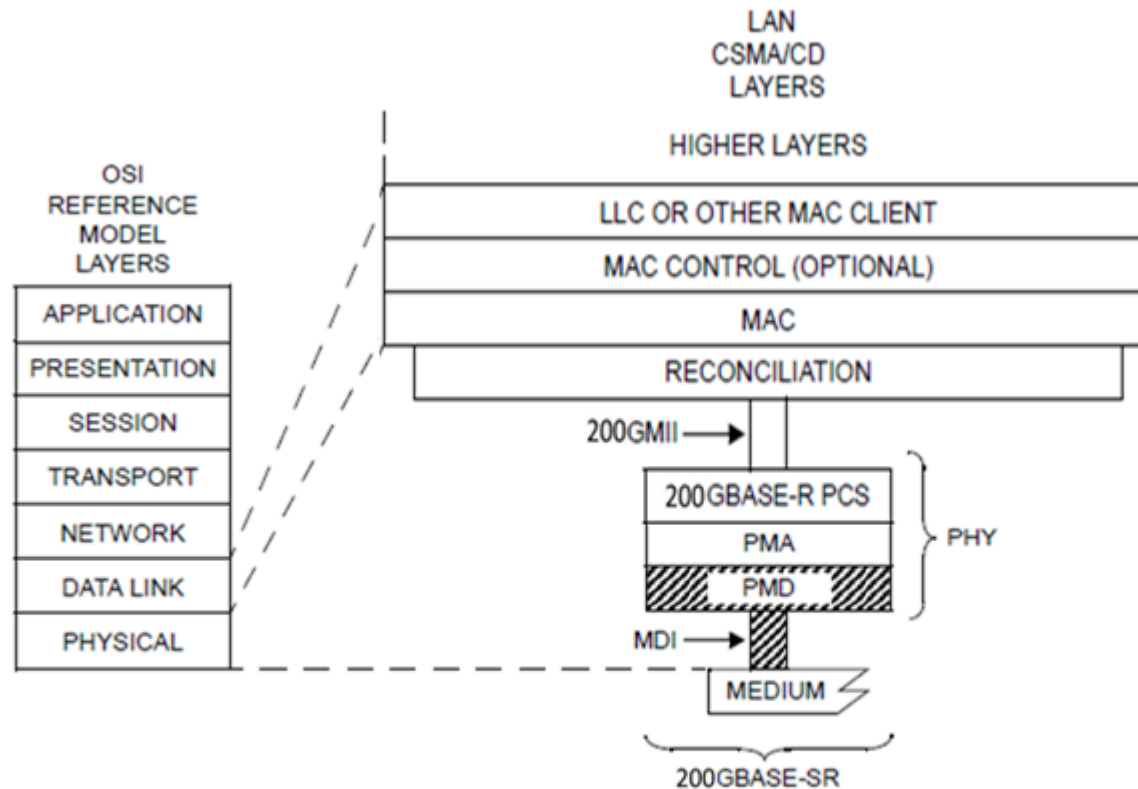 LAN
CSMA/CD
LAYERS
HIGHER LAYERS
OSI
REFERENCE
MODEL
LAYERS
APPLICATION
PRESENTATION
SESSION
TRANSPORT
NETWORK
DATA LINK
PHYSICAL
LLC OR OTHER MAC CLIENT
MAC CONTROL (OPTIONAL)
MAC
RECONCILIATION
200GMII
200GBASE-R PCS
PMA
PMD
PHY
MDI
MEDIUM
200GBASE-SR